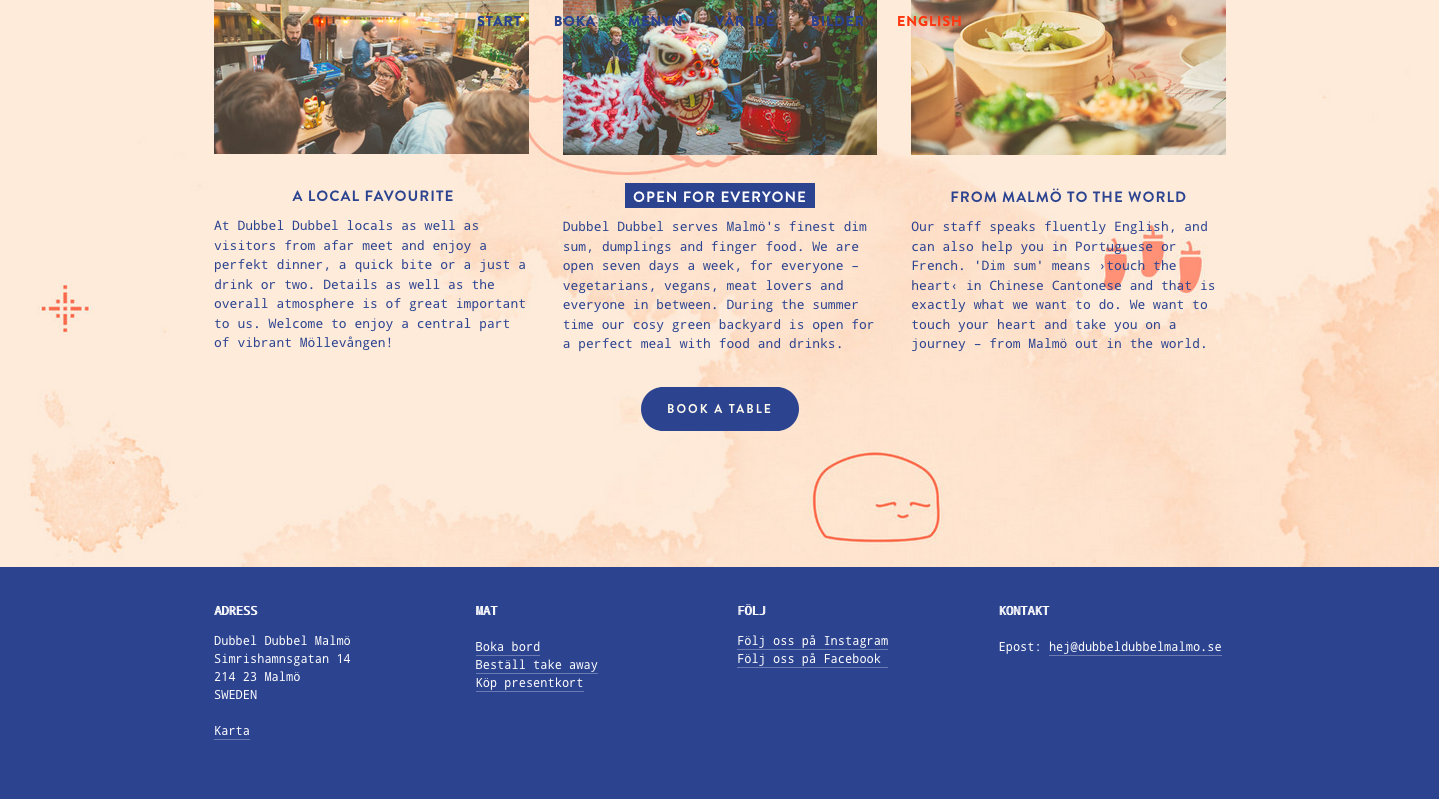 START BOKA MENYN VÅR IDÉ BILDER ENGLISH
A LOCAL FAVOURITE
At Dubbel Dubbel locals as well as
visitors from afar meet and enjoy a
perfekt dinner, a quick bite or a just a
drink or two. Details as well as the
overall atmosphere is of great important
to us. Welcome to enjoy a central part
of vibrant Möllevången!
OPEN FOR EVERYONE
Dubbel Dubbel serves Malmö's finest dim
sum, dumplings and finger food. We are
open seven days a week, for everyone –
vegetarians, vegans, meat lovers and
everyone in between. During the summer
time our cosy green backyard is open for
a perfect meal with food and drinks.
FROM MALMÖ TO THE WORLD
Our staff speaks fluently English, and
can also help you in Portuguese or
French. 'Dim sum' means ›touch the
heart‹ in Chinese Cantonese and that is
exactly what we want to do. We want to
touch your heart and take you on a
journey – from Malmö out in the world.
BOOK A TABLE
ADRESS
Dubbel Dubbel Malmö
Simrishamnsgatan 14
214 23 Malmö
SWEDEN
Karta
MAT
Boka bord
Beställ take away
Köp presentkort
FÖLJ
Följ oss på Instagram
Följ oss på Facebook
KONTAKT
Epost: hej@dubbeldubbelmalmo.se